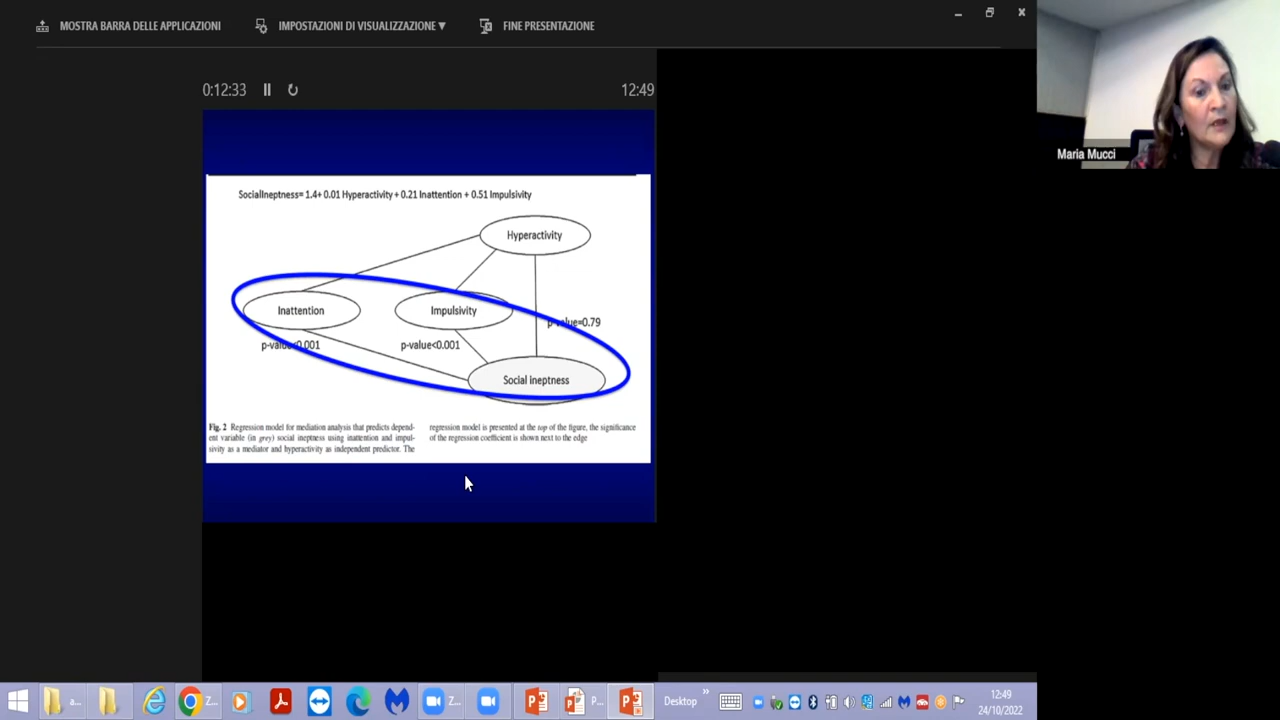 MOSTRA BARRA DELLE APPLICAZIONI
IMPOSTAZIONI DI VISUALIZZAZIONE ▼
FINE PRESENTAZIONE
0:12:33
12:49
SocialIneptness= 1.4+ 0.01 Hyperactivity + 0.21 Inattention + 0.51 Impulsivity
Hyperactivity
Inattention
Impulsivity
p-value=0.79
p-value<0.001
p-value<0.001
Social ineptness
Fig. 2 Regression model for mediation analysis that predicts depend-
ent variable (in grey) social ineptness using inattention and impul-
sivity as a mediator and hyperactivity as independent predictor. The
regression model is presented at the top of the figure, the significance
of the regression coefficient is shown next to the edge
Maria Mucci
a...
Z...
Z...
P...
Desktop
12:49
24/10/2022